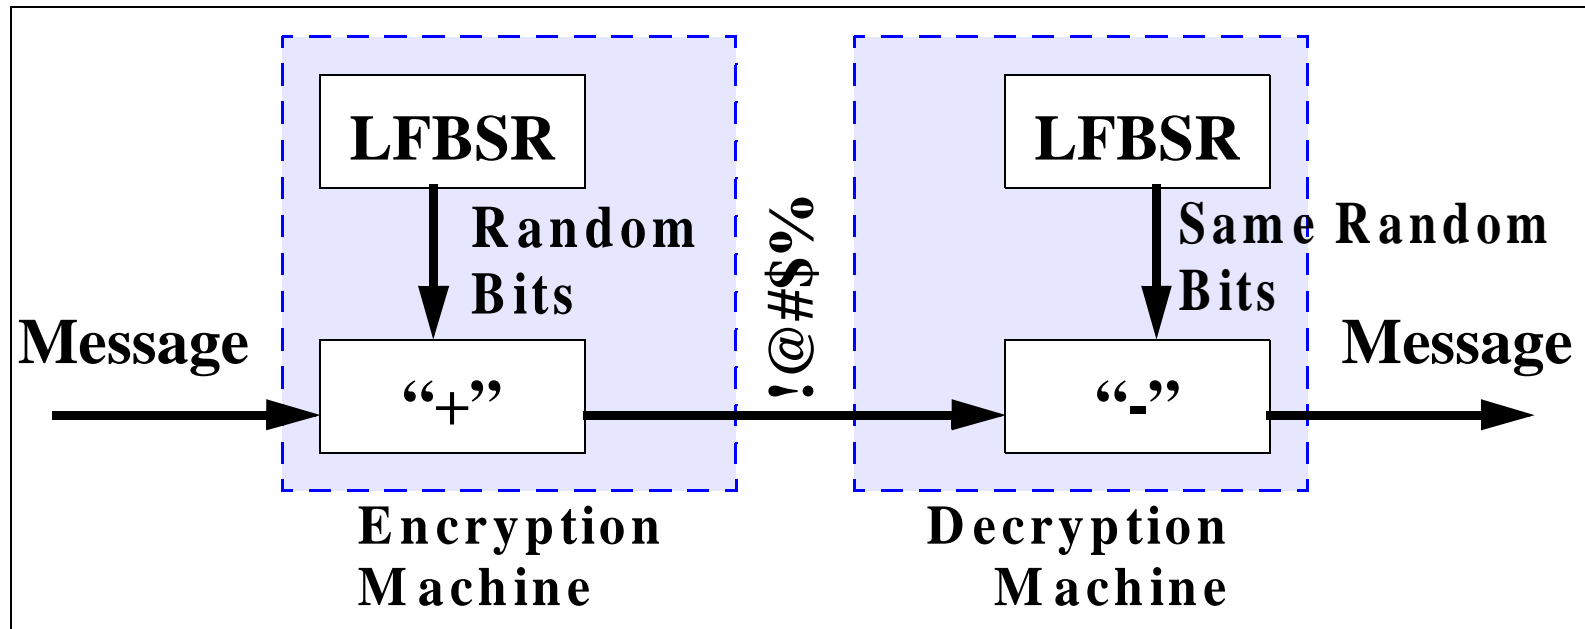 LFBSR
Random
Bits
Message
“+”
Encryption
Machine
!@#$%
LFBSR
Same Random
Bits
“-”
Message
Decryption
Machine